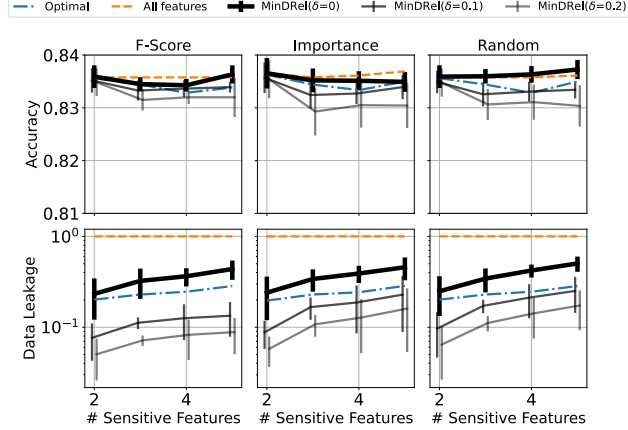 Optimal All features MinDRel(δ=0) MinDRel(δ=0.1) MinDRel(δ=0.2)
F-Score Importance Random
Accuracy
0.84
0.83
0.82
0.81
Data Leakage
10⁰
10⁻¹
2 4 2 4 2 4
# Sensitive Features # Sensitive Features # Sensitive Features